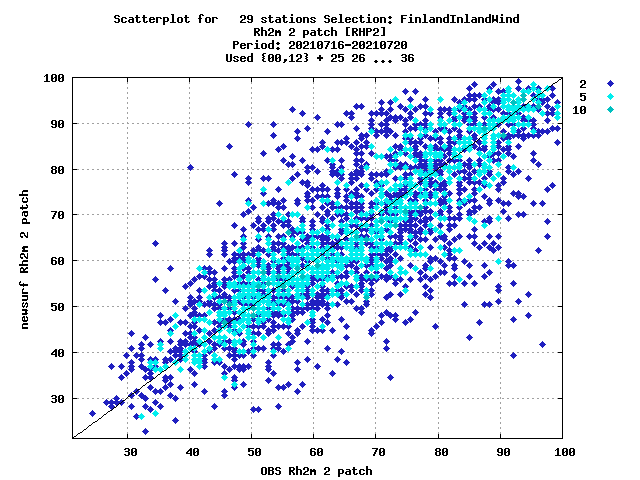 Scatterplot for   29 stations Selection: FinlandInlandWind
Rh2m 2 patch [RHP2]
Period: 20210716-20210720
Used {00,12} + 25 26 ... 36
2
5
10
100
90
80
70
60
50
40
30
newsurf Rh2m 2 patch
30 40 50 60 70 80 90 100
OBS Rh2m 2 patch